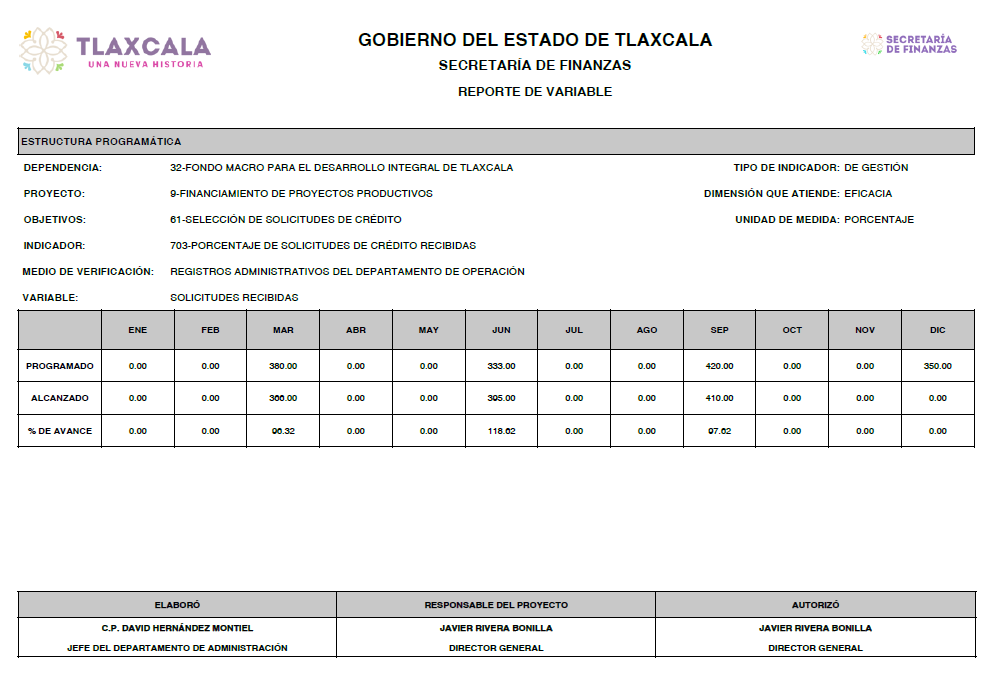 TLAXCALA
UNA NUEVA HISTORIA
GOBIERNO DEL ESTADO DE TLAXCALA
SECRETARÍA DE FINANZAS
REPORTE DE VARIABLE
SECRETARÍA
DE FINANZAS
ESTRUCTURA PROGRAMÁTICA
DEPENDENCIA: 32-FONDO MACRO PARA EL DESARROLLO INTEGRAL DE TLAXCALA TIPO DE INDICADOR: DE GESTIÓN
PROYECTO: 9-FINANCIAMIENTO DE PROYECTOS PRODUCTIVOS DIMENSIÓN QUE ATIENDE: EFICACIA
OBJETIVOS: 61-SELECCIÓN DE SOLICITUDES DE CRÉDITO UNIDAD DE MEDIDA: PORCENTAJE
INDICADOR: 703-PORCENTAJE DE SOLICITUDES DE CRÉDITO RECIBIDAS
MEDIO DE VERIFICACIÓN: REGISTROS ADMINISTRATIVOS DEL DEPARTAMENTO DE OPERACIÓN
VARIABLE: SOLICITUDES RECIBIDAS
ENE FEB MAR ABR MAY JUN JUL AGO SEP OCT NOV DIC
PROGRAMADO 0.00 0.00 380.00 0.00 0.00 333.00 0.00 0.00 420.00 0.00 0.00 350.00
ALCANZADO 0.00 0.00 366.00 0.00 0.00 395.00 0.00 0.00 410.00 0.00 0.00 0.00
% DE AVANCE 0.00 0.00 96.32 0.00 0.00 118.62 0.00 0.00 97.62 0.00 0.00 0.00
ELABORÓ RESPONSABLE DEL PROYECTO AUTORIZÓ
C.P. DAVID HERNÁNDEZ MONTIEL JAVIER RIVERA BONILLA JAVIER RIVERA BONILLA
JEFE DEL DEPARTAMENTO DE ADMINISTRACIÓN DIRECTOR GENERAL DIRECTOR GENERAL